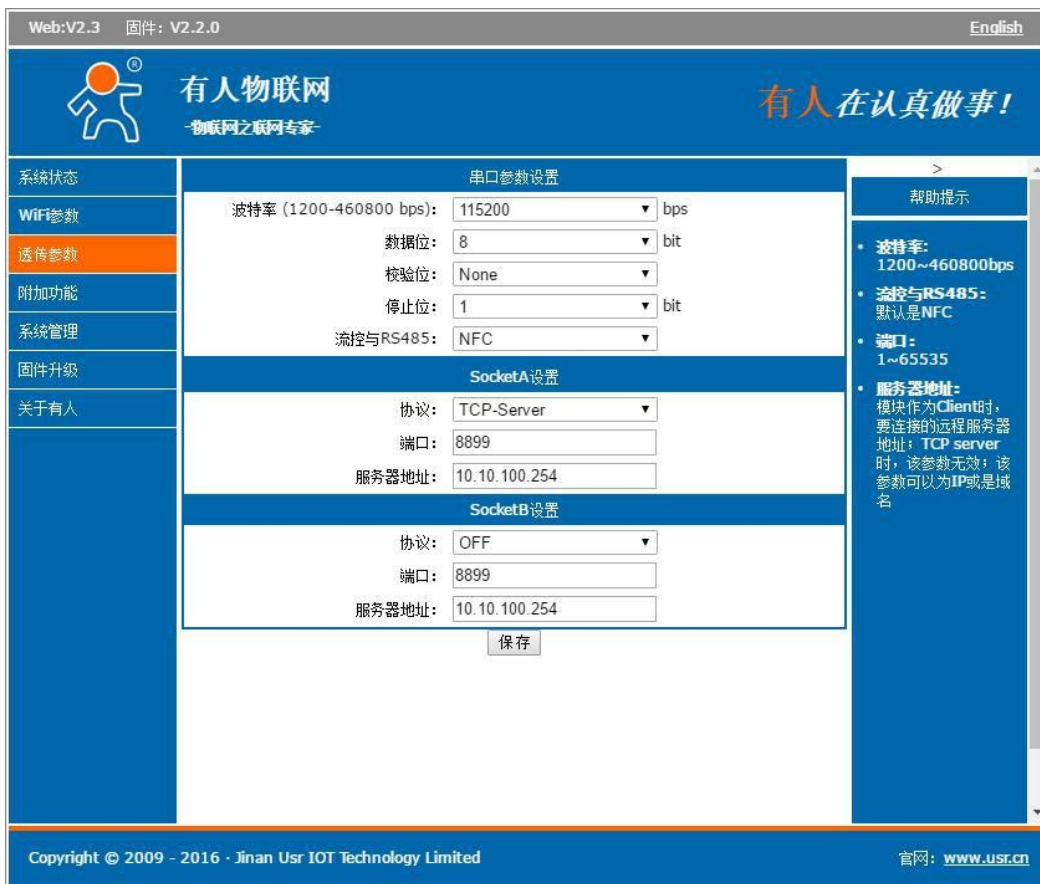 Web:V2.3 固件：V2.2.0 English
®
有人物联网
-物联网之联网专家-
有人在认真做事！
系统状态
WiFi参数
透传参数
附加功能
系统管理
固件升级
关于有人
串口参数设置
波特率 (1200-460800 bps)： 115200 bps
数据位： 8 bit
校验位： None
停止位： 1 bit
流控与RS485： NFC
SocketA设置
协议： TCP-Server
端口： 8899
服务器地址： 10.10.100.254
SocketB设置
协议： OFF
端口： 8899
服务器地址： 10.10.100.254
保存
>
帮助提示
• 波特率：
1200~460800bps
• 流控与RS485：
默认是NFC
• 端口：
1~65535
• 服务器地址：
模块作为Client时，
要连接的远程服务器
地址；TCP server
时，该参数无效；该
参数可以为IP或是域
名
Copyright © 2009 - 2016 · Jinan Usr IOT Technology Limited 官网：www.usr.cn